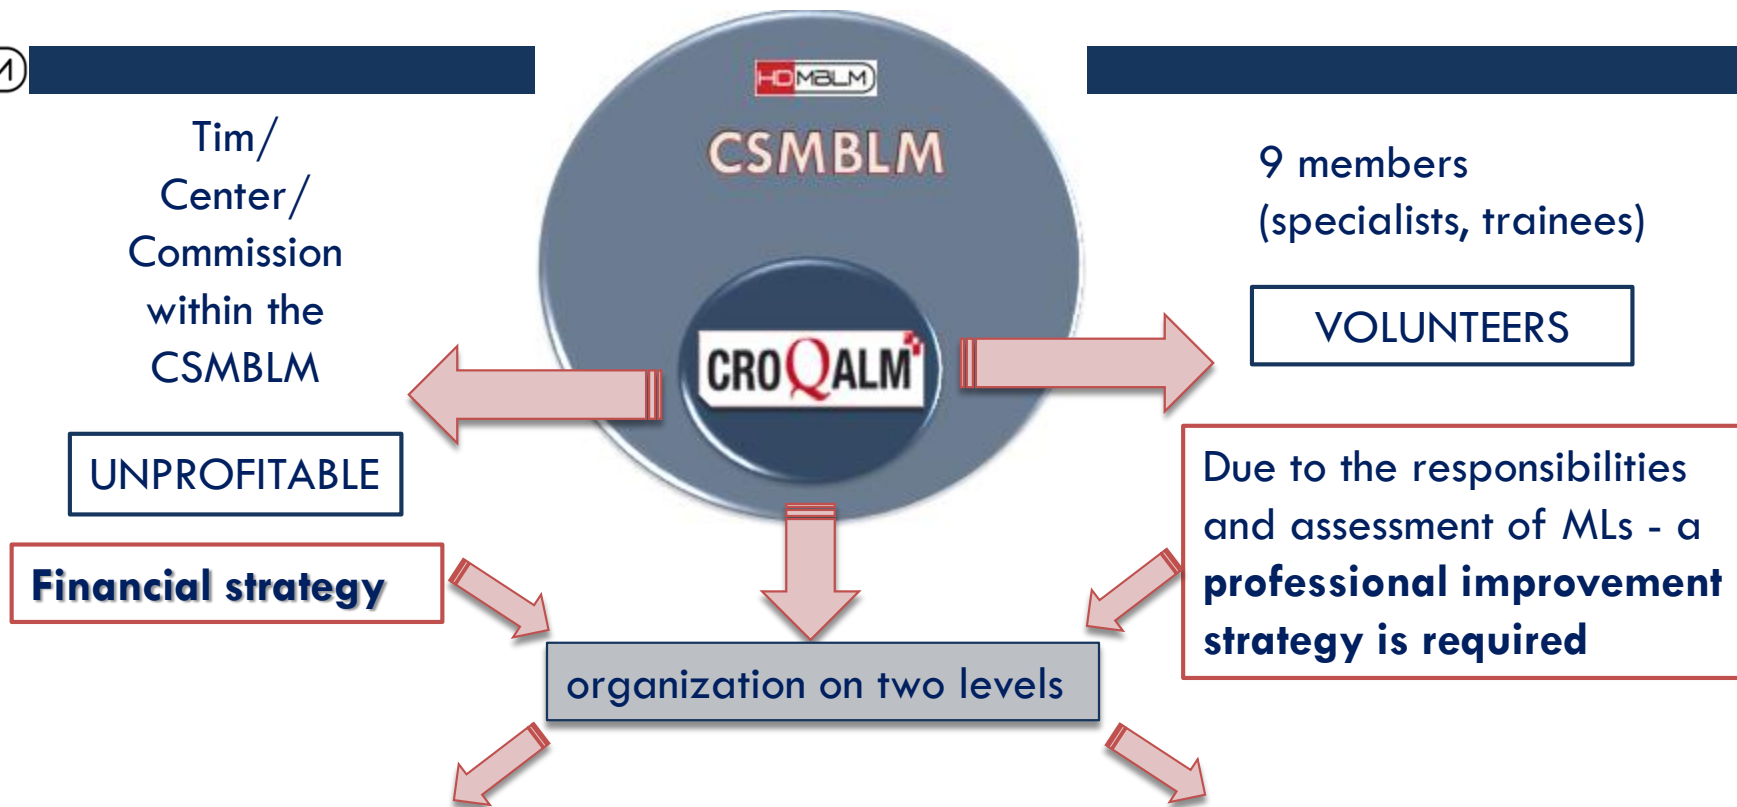 M
HDMBLM
CSMBLM
CROQALM
Tim/
Center/
Commission
within the
CSMBLM
UNPROFITABLE
Financial strategy
9 members
(specialists, trainees)
VOLUNTEERS
Due to the responsibilities
and assessment of MLs - a
professional improvement
strategy is required
organization on two levels